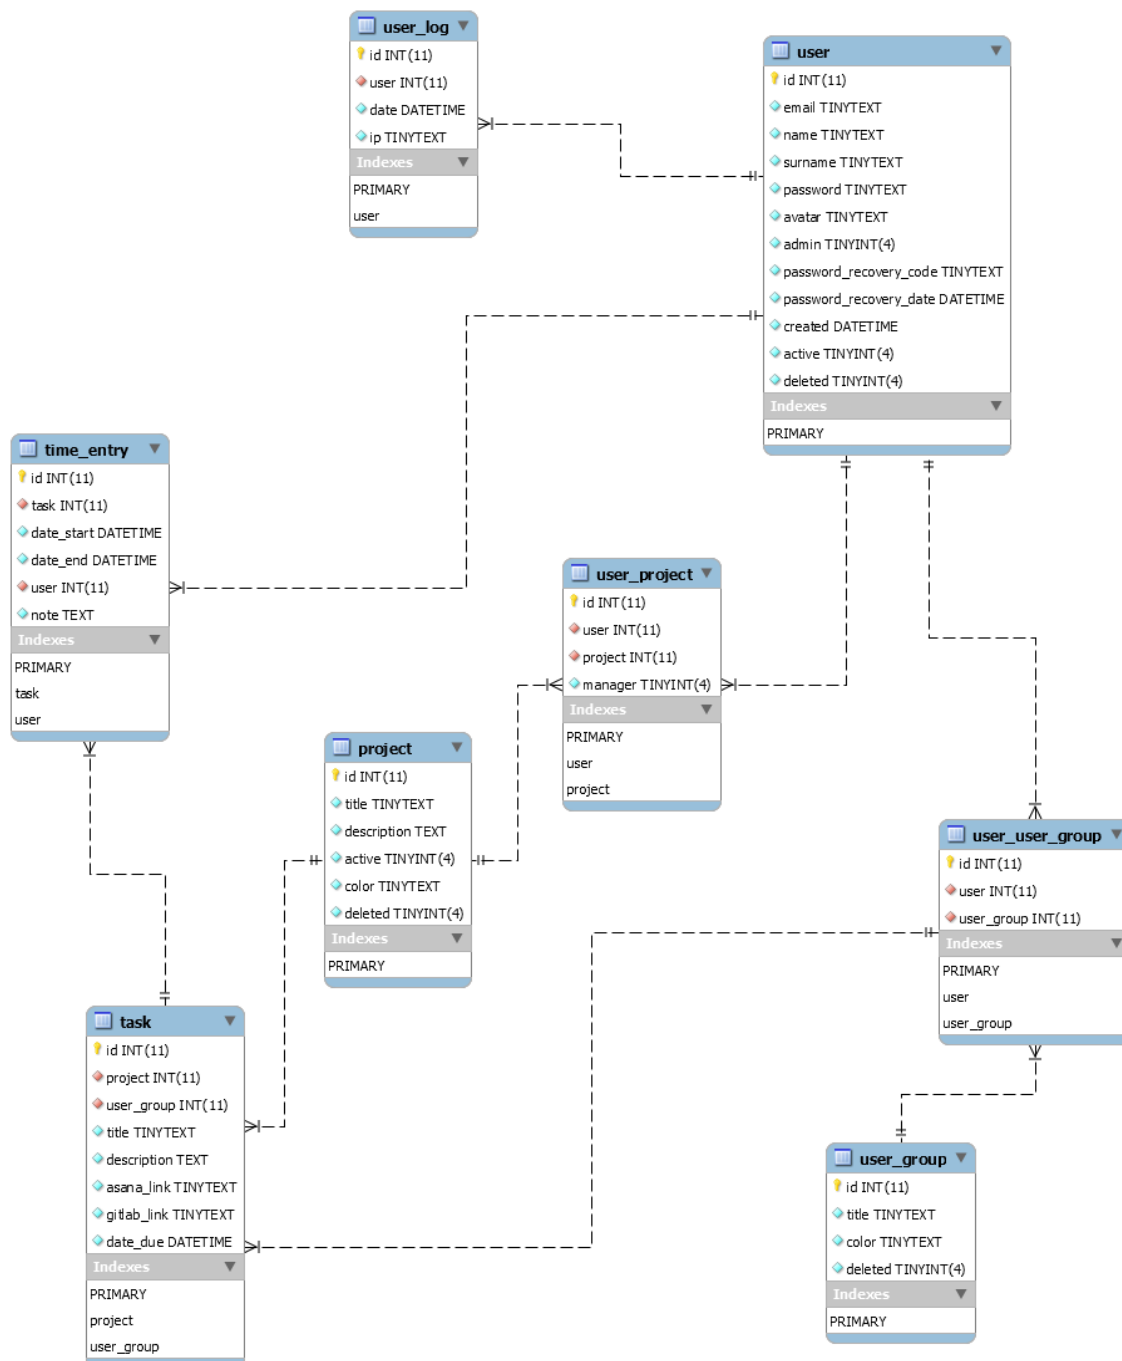 user_log
id INT(11)
user INT(11)
date DATETIME
ip TINYTEXT
Indexes
PRIMARY
user
user
id INT(11)
email TINYTEXT
name TINYTEXT
surname TINYTEXT
password TINYTEXT
avatar TINYTEXT
admin TINYINT(4)
password_recovery_code TINYTEXT
password_recovery_date DATETIME
created DATETIME
active TINYINT(4)
deleted TINYINT(4)
Indexes
PRIMARY
time_entry
id INT(11)
task INT(11)
date_start DATETIME
date_end DATETIME
user INT(11)
note TEXT
Indexes
PRIMARY
task
user
user_project
id INT(11)
user INT(11)
project INT(11)
manager TINYINT(4)
Indexes
PRIMARY
user
project
project
id INT(11)
title TINYTEXT
description TEXT
active TINYINT(4)
color TINYTEXT
deleted TINYINT(4)
Indexes
PRIMARY
user_user_group
id INT(11)
user INT(11)
user_group INT(11)
Indexes
PRIMARY
user
user_group
task
id INT(11)
project INT(11)
user_group INT(11)
title TINYTEXT
description TEXT
asana_link TINYTEXT
gitlab_link TINYTEXT
date_due DATETIME
Indexes
PRIMARY
project
user_group
user_group
id INT(11)
title TINYTEXT
color TINYTEXT
deleted TINYINT(4)
Indexes
PRIMARY